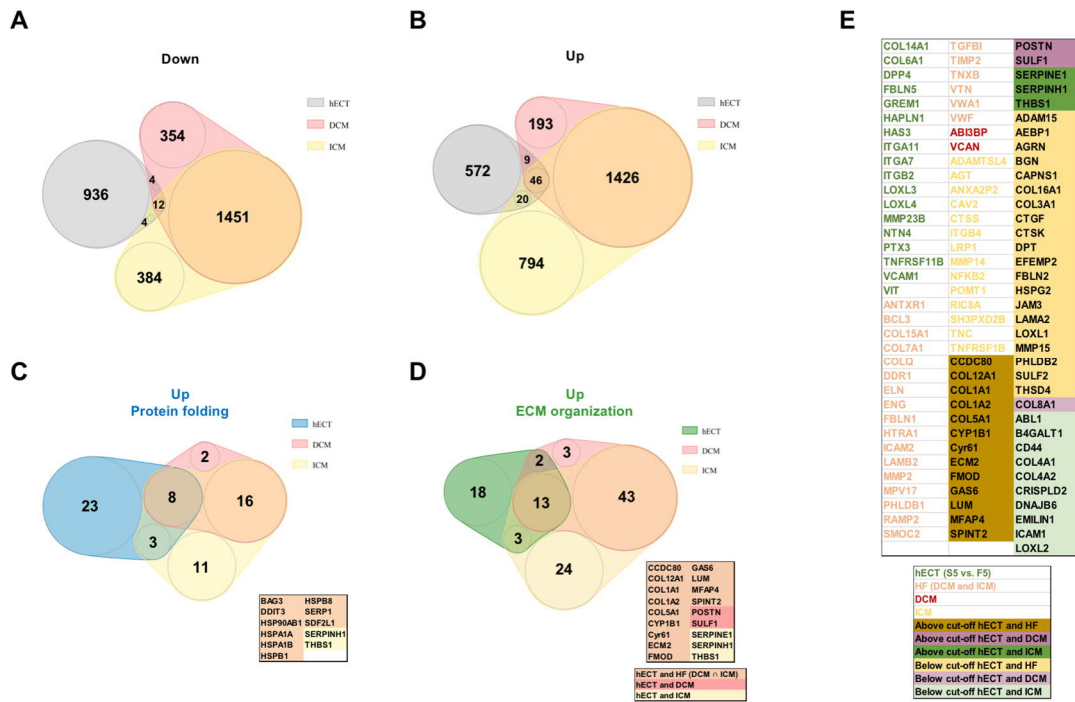 A
Down
hECT
DCM
ICM
354
936
4
12
4
1451
384
B
Up
hECT
DCM
ICM
193
572
9
46
20
1426
794
C
Up
Protein folding
hECT
DCM
ICM
2
23
8
16
3
11
BAG3 HSPB8
DDIT3 SERP1
HSP90AB1 SDF2L1
HSPA1A SERPINH1
HSPA1B THBS1
HSPB1
D
Up
ECM organization
hECT
DCM
ICM
2
3
18
13
43
3
24
CCDC80 GAS6
COL12A1 LUM
COL1A1 MFAP4
COL1A2 SPINT2
COL5A1 POSTN
CYP1B1 SULF1
Cyr61 SERPINE1
ECM2 SERPINH1
FMOD THBS1
hECT and HF (DCM ∩ ICM)
hECT and DCM
hECT and ICM
E
COL14A1 TGFBI POSTN
COL6A1 TIMP2 SULF1
DPP4 TNXB SERPINE1
FBLN5 VTN SERPINH1
GREM1 VWA1 THBS1
HAPLN1 VWF ADAM15
HAS3 ABI3BP AEBP1
ITGA11 VCAN AGRN
ITGA7 ADAMTSL4 BGN
ITGB2 AGT CAPNS1
LOXL3 ANXA2P2 COL16A1
LOXL4 CAV2 COL3A1
MMP23B CTSS CTGF
NTN4 ITGB4 CTSK
PTX3 LRP1 DPT
TNFRSF11B MMP14 EFEMP2
VCAM1 NFKB2 FBLN2
VIT POMT1 HSPG2
ANTXR1 RIC8A JAM3
BCL3 SH3PXD2B LAMA2
COL15A1 TNC LOXL1
COL7A1 TNFRSF1B MMP15
COLQ CCDC80 PHLDB2
DDR1 COL12A1 SULF2
ELN COL1A1 THSD4
ENG COL1A2 COL8A1
FBLN1 COL5A1 ABL1
HTRA1 CYP1B1 B4GALT1
ICAM2 Cyr61 CD44
LAMB2 ECM2 COL4A1
MMP2 FMOD COL4A2
MPV17 GAS6 CRISPLD2
PHLDB1 LUM DNAJB6
RAMP2 MFAP4 EMILIN1
SMOC2 SPINT2 ICAM1
LOXL2
hECT (S5 vs. F5)
HF (DCM and ICM)
DCM
ICM
Above cut-off hECT and HF
Above cut-off hECT and DCM
Above cut-off hECT and ICM
Below cut-off hECT and HF
Below cut-off hECT and DCM
Below cut-off hECT and ICM